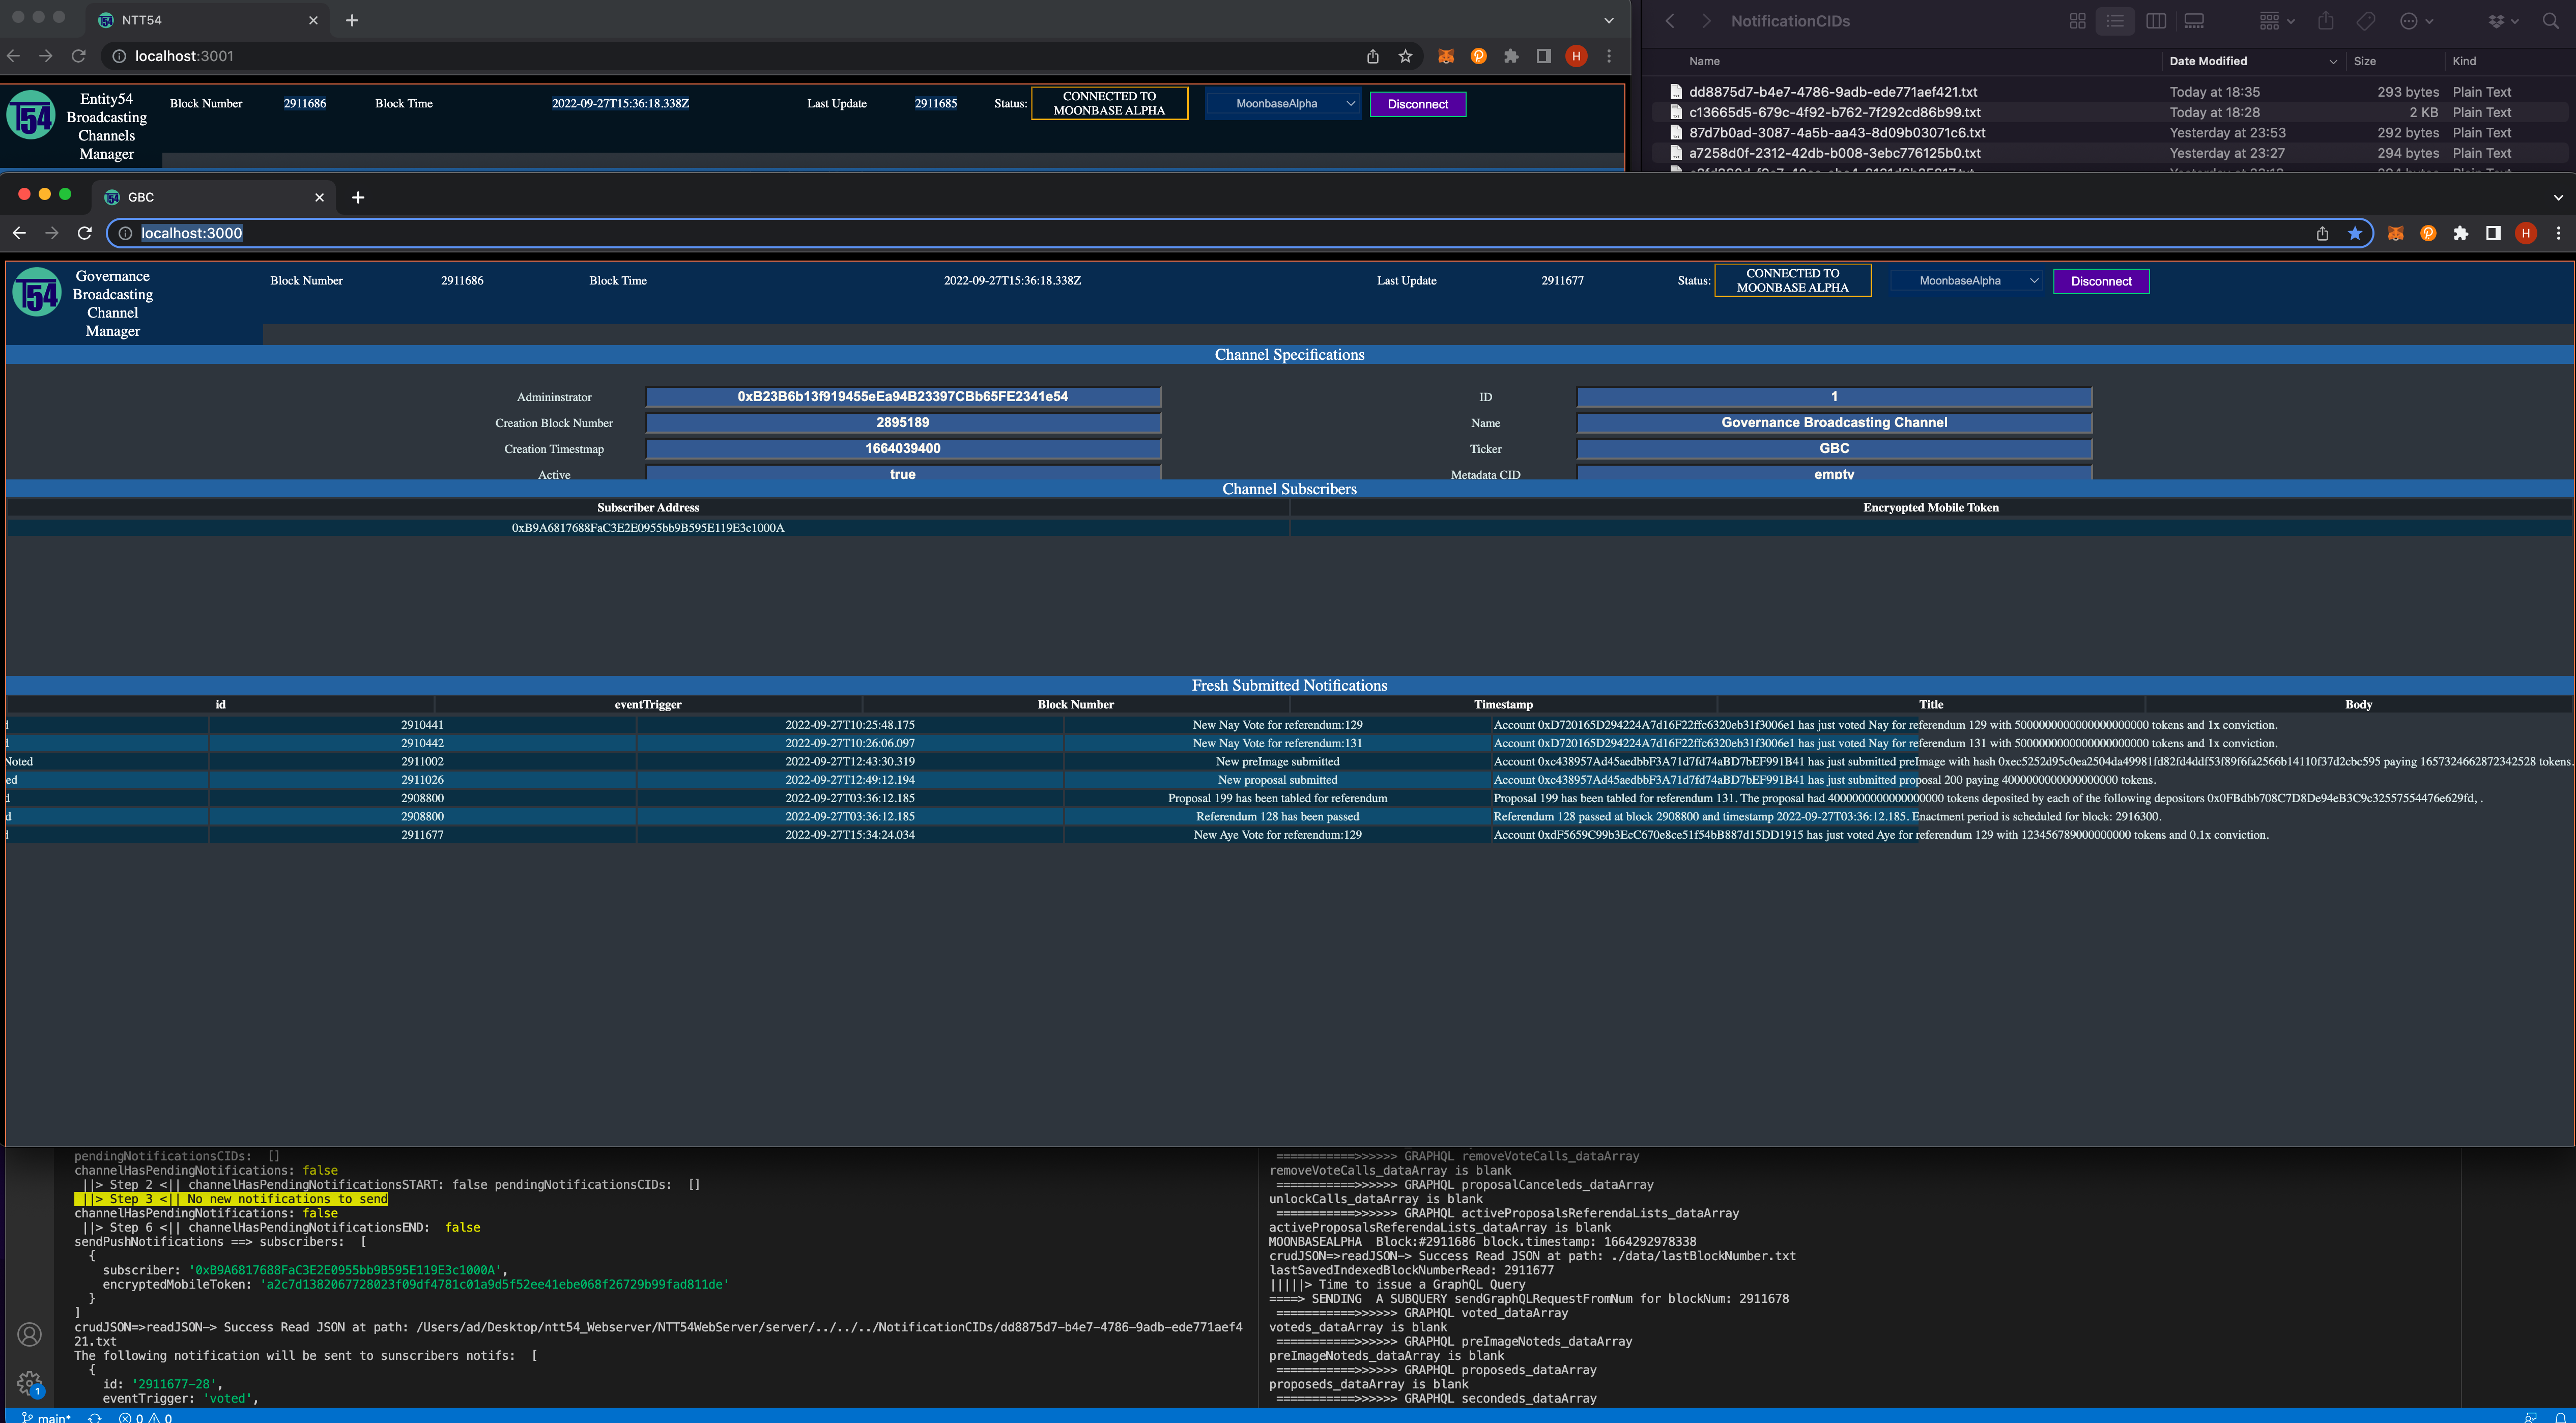 NTT54
localhost:3001
NotificationCIDs
Name Date Modified Size Kind
dd8875d7-b4e7-4786-9adb-ede771aef421.txt Today at 18:35 293 bytes Plain Text
c13665d5-679c-4f92-b762-7f292cd86b99.txt Today at 18:28 2 KB Plain Text
87d7b0ad-3087-4a5b-aa43-8d09b03071c6.txt Yesterday at 23:53 292 bytes Plain Text
a7258d0f-2312-42db-b008-3ebc776125b0.txt Yesterday at 23:27 294 bytes Plain Text
T54
Entity54
Broadcasting
Channels
Manager
Block Number 2911686 Block Time 2022-09-27T15:36:18.338Z Last Update 2911685 Status: CONNECTED TO
MOONBASE ALPHA
MoonbaseAlpha Disconnect
GBC
localhost:3000
T54
Governance
Broadcasting
Channel
Manager
Block Number 2911686 Block Time 2022-09-27T15:36:18.338Z Last Update 2911677 Status: CONNECTED TO
MOONBASE ALPHA
MoonbaseAlpha Disconnect
Channel Specifications
Admininstrator 0xB23B6b13f919455eEa94B23397CBb65FE2341e54 ID 1
Creation Block Number 2895189 Name Governance Broadcasting Channel
Creation Timestmap 1664039400 Ticker GBC
Active true Metadata CID empty
Channel Subscribers
Subscriber Address Encryopted Mobile Token
0xB9A6817688FaC3E2E0955bb9B595E119E3c1000A
Fresh Submitted Notifications
id eventTrigger Block Number Timestamp Title Body
d 2910441 2022-09-27T10:25:48.175 New Nay Vote for referendum:129 Account 0xD720165D294224A7d16F22ffc6320eb31f3006e1 has just voted Nay for referendum 129 with 5000000000000000000000 tokens and 1x conviction.
d 2910442 2022-09-27T10:26:06.097 New Nay Vote for referendum:131 Account 0xD720165D294224A7d16F22ffc6320eb31f3006e1 has just voted Nay for referendum 131 with 5000000000000000000000 tokens and 1x conviction.
Noted 2911002 2022-09-27T12:43:30.319 New preImage submitted Account 0xc438957Ad45aedbbF3A71d7fd74aBD7bEF991B41 has just submitted preImage with hash 0xec5252d95c0ea2504da49981fd82fd4ddf53f89f6fa2566b14110f37d2cbc595 paying 1657324662872342528 tokens.
ed 2911026 2022-09-27T12:49:12.194 New proposal submitted Account 0xc438957Ad45aedbbF3A71d7fd74aBD7bEF991B41 has just submitted proposal 200 paying 4000000000000000000 tokens.
d 2908800 2022-09-27T03:36:12.185 Proposal 199 has been tabled for referendum Proposal 199 has been tabled for referendum 131. The proposal had 4000000000000000000 tokens deposited by each of the following depositors 0x0FBdbb708C7D8De94eB3C9c32557554476e629fd, .
d 2908800 2022-09-27T03:36:12.185 Referendum 128 has been passed Referendum 128 passed at block 2908800 and timestamp 2022-09-27T03:36:12.185. Enactment period is scheduled for block: 2916300.
d 2911677 2022-09-27T15:34:24.034 New Aye Vote for referendum:129 Account 0xdF5659C99b3EcC670e8ce51f54bB887d15DD1915 has just voted Aye for referendum 129 with 123456789000000000 tokens and 0.1x conviction.
pendingNotificationsCIDs: []
channelHasPendingNotifications: false
||> Step 2 <|| channelHasPendingNotificationsSTART: false pendingNotificationsCIDs: []
||> Step 3 <|| No new notifications to send
channelHasPendingNotifications: false
||> Step 6 <|| channelHasPendingNotificationsEND: false
sendPushNotifications ==> subscribers: [
{
subscriber: '0xB9A6817688FaC3E2E0955bb9B595E119E3c1000A',
encryptedMobileToken: 'a2c7d1382067728023f09df4781c01a9d5f52ee41ebe068f26729b99fad811de'
}
]
crudJSON=>readJSON-> Success Read JSON at path: /Users/ad/Desktop/ntt54_Webserver/NTT54WebServer/server/../../../NotificationCIDs/dd8875d7-b4e7-4786-9adb-ede771aef4
21.txt
The following notification will be sent to sunscribers notifs: [
{
id: '2911677-28',
eventTrigger: 'voted',
===========>>>>>> GRAPHQL removeVoteCalls_dataArray
removeVoteCalls_dataArray is blank
===========>>>>>> GRAPHQL proposalCanceleds_dataArray
unlockCalls_dataArray is blank
===========>>>>>> GRAPHQL activeProposalsReferendaLists_dataArray
activeProposalsReferendaLists_dataArray is blank
MOONBASEALPHA Block:#2911686 block.timestamp: 1664292978338
crudJSON=>readJSON-> Success Read JSON at path: ./data/lastBlockNumber.txt
lastSavedIndexedBlockNumberRead: 2911677
|||||> Time to issue a GraphQL Query
====> SENDING A SUBQUERY sendGraphQLRequestFromNum for blockNum: 2911678
===========>>>>>> GRAPHQL voted_dataArray
voteds_dataArray is blank
===========>>>>>> GRAPHQL preImageNoteds_dataArray
preImageNoteds_dataArray is blank
===========>>>>>> GRAPHQL proposeds_dataArray
proposeds_dataArray is blank
===========>>>>>> GRAPHQL secondeds_dataArray
main* 0 0